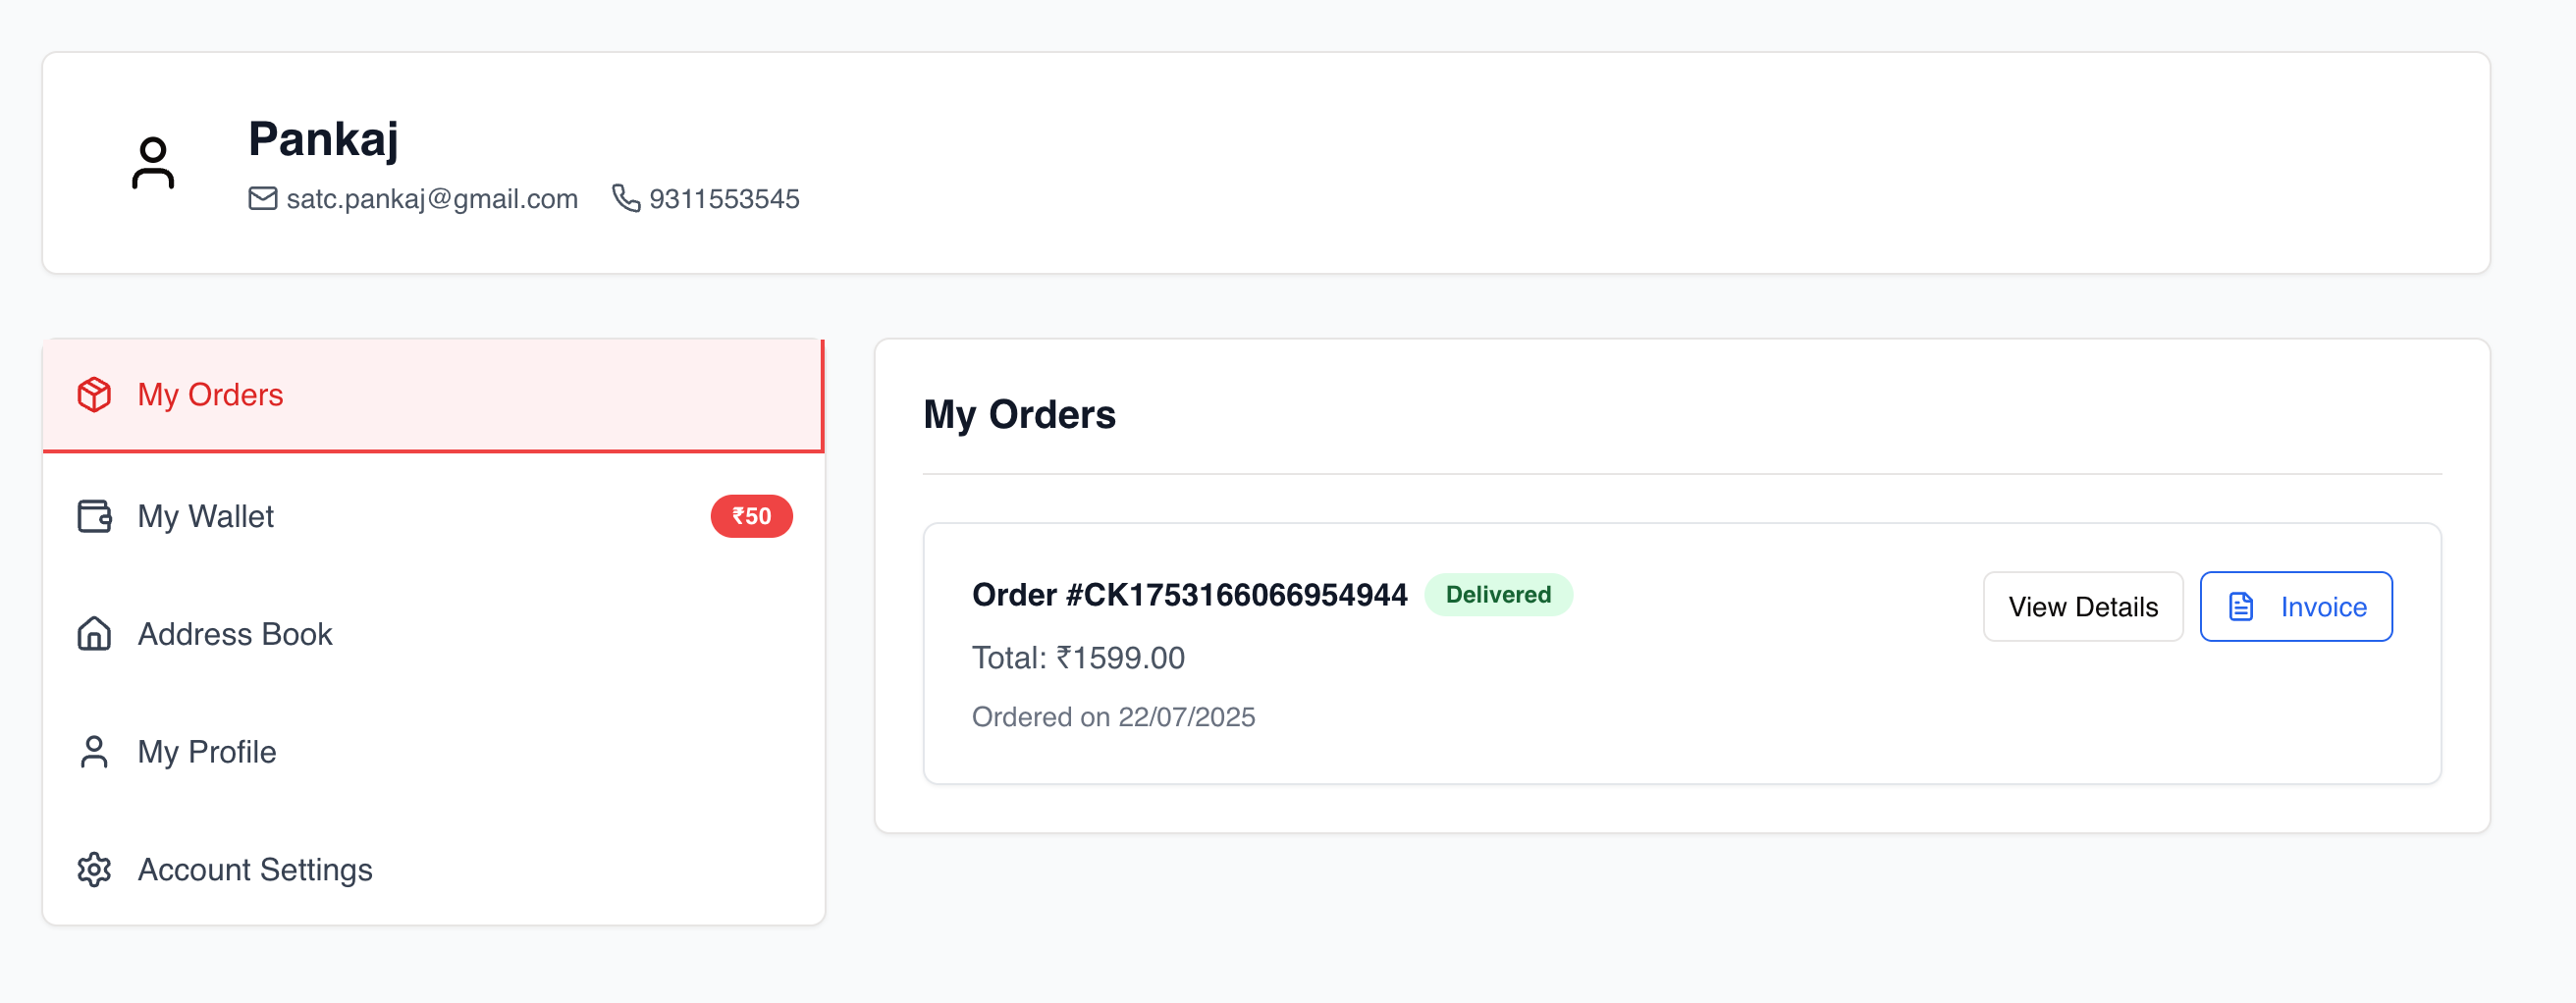 Pankaj
satc.pankaj@gmail.com 9311553545
My Orders
My Wallet ₹50
Address Book
My Profile
Account Settings
My Orders
Order #CK1753166066954944 Delivered
View Details Invoice
Total: ₹1599.00
Ordered on 22/07/2025